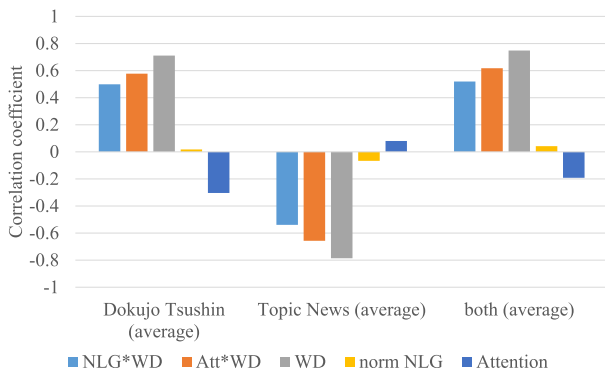 1
0.8
0.6
0.4
0.2
0
-0.2
-0.4
-0.6
-0.8
-1
Correlation coefficient
Dokujo Tsushin
(average)
Topic News (average)
both (average)
NLG*WD
Att*WD
WD
norm NLG
Attention